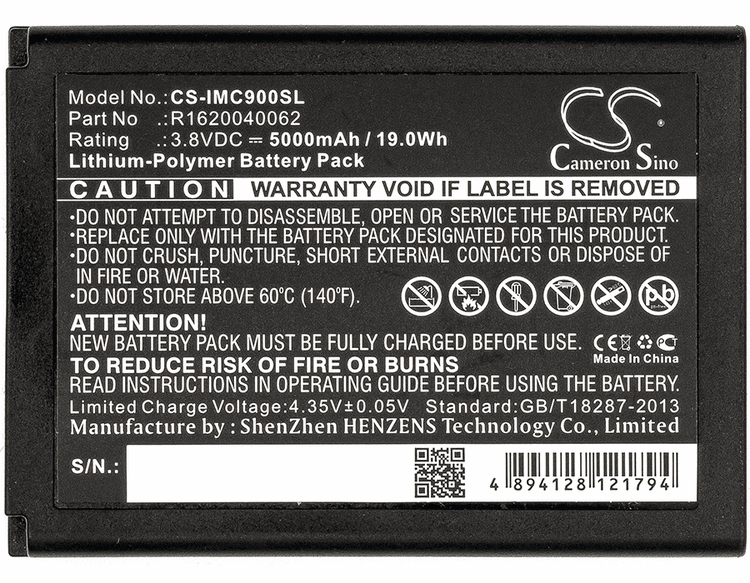 Model No.: CS-IMC900SL
Part No : R1620040062
Rating : 3.8VDC ⎓ 5000mAh / 19.0Wh
Lithium-Polymer Battery Pack
CS
Cameron Sino
CAUTION WARRANTY VOID IF LABEL IS REMOVED
•DO NOT ATTEMPT TO DISASSEMBLE, OPEN OR SERVICE THE BATTERY PACK.
•REPLACE ONLY WITH THE BATTERY PACK DESIGNATED FOR THIS PRODUCT.
•DO NOT CRUSH, PUNCTURE, SHORT EXTERNAL CONTACTS OR DISPOSE OF
IN FIRE OR WATER.
•DO NOT STORE ABOVE 60°C (140°F).
Pb
ATTENTION!
NEW BATTERY PACK MUST BE FULLY CHARGED BEFORE USE.
CE
Made In China
TO REDUCE RISK OF FIRE OR BURNS
READ INSTRUCTIONS IN OPERATING GUIDE BEFORE USING THE BATTERY.
Limited Charge Voltage:4.35V±0.05V Standard:GB/T18287-2013
Manufacture by : ShenZhen HENZENS Technology Co., Limited
S/N.:
4 894128 121794